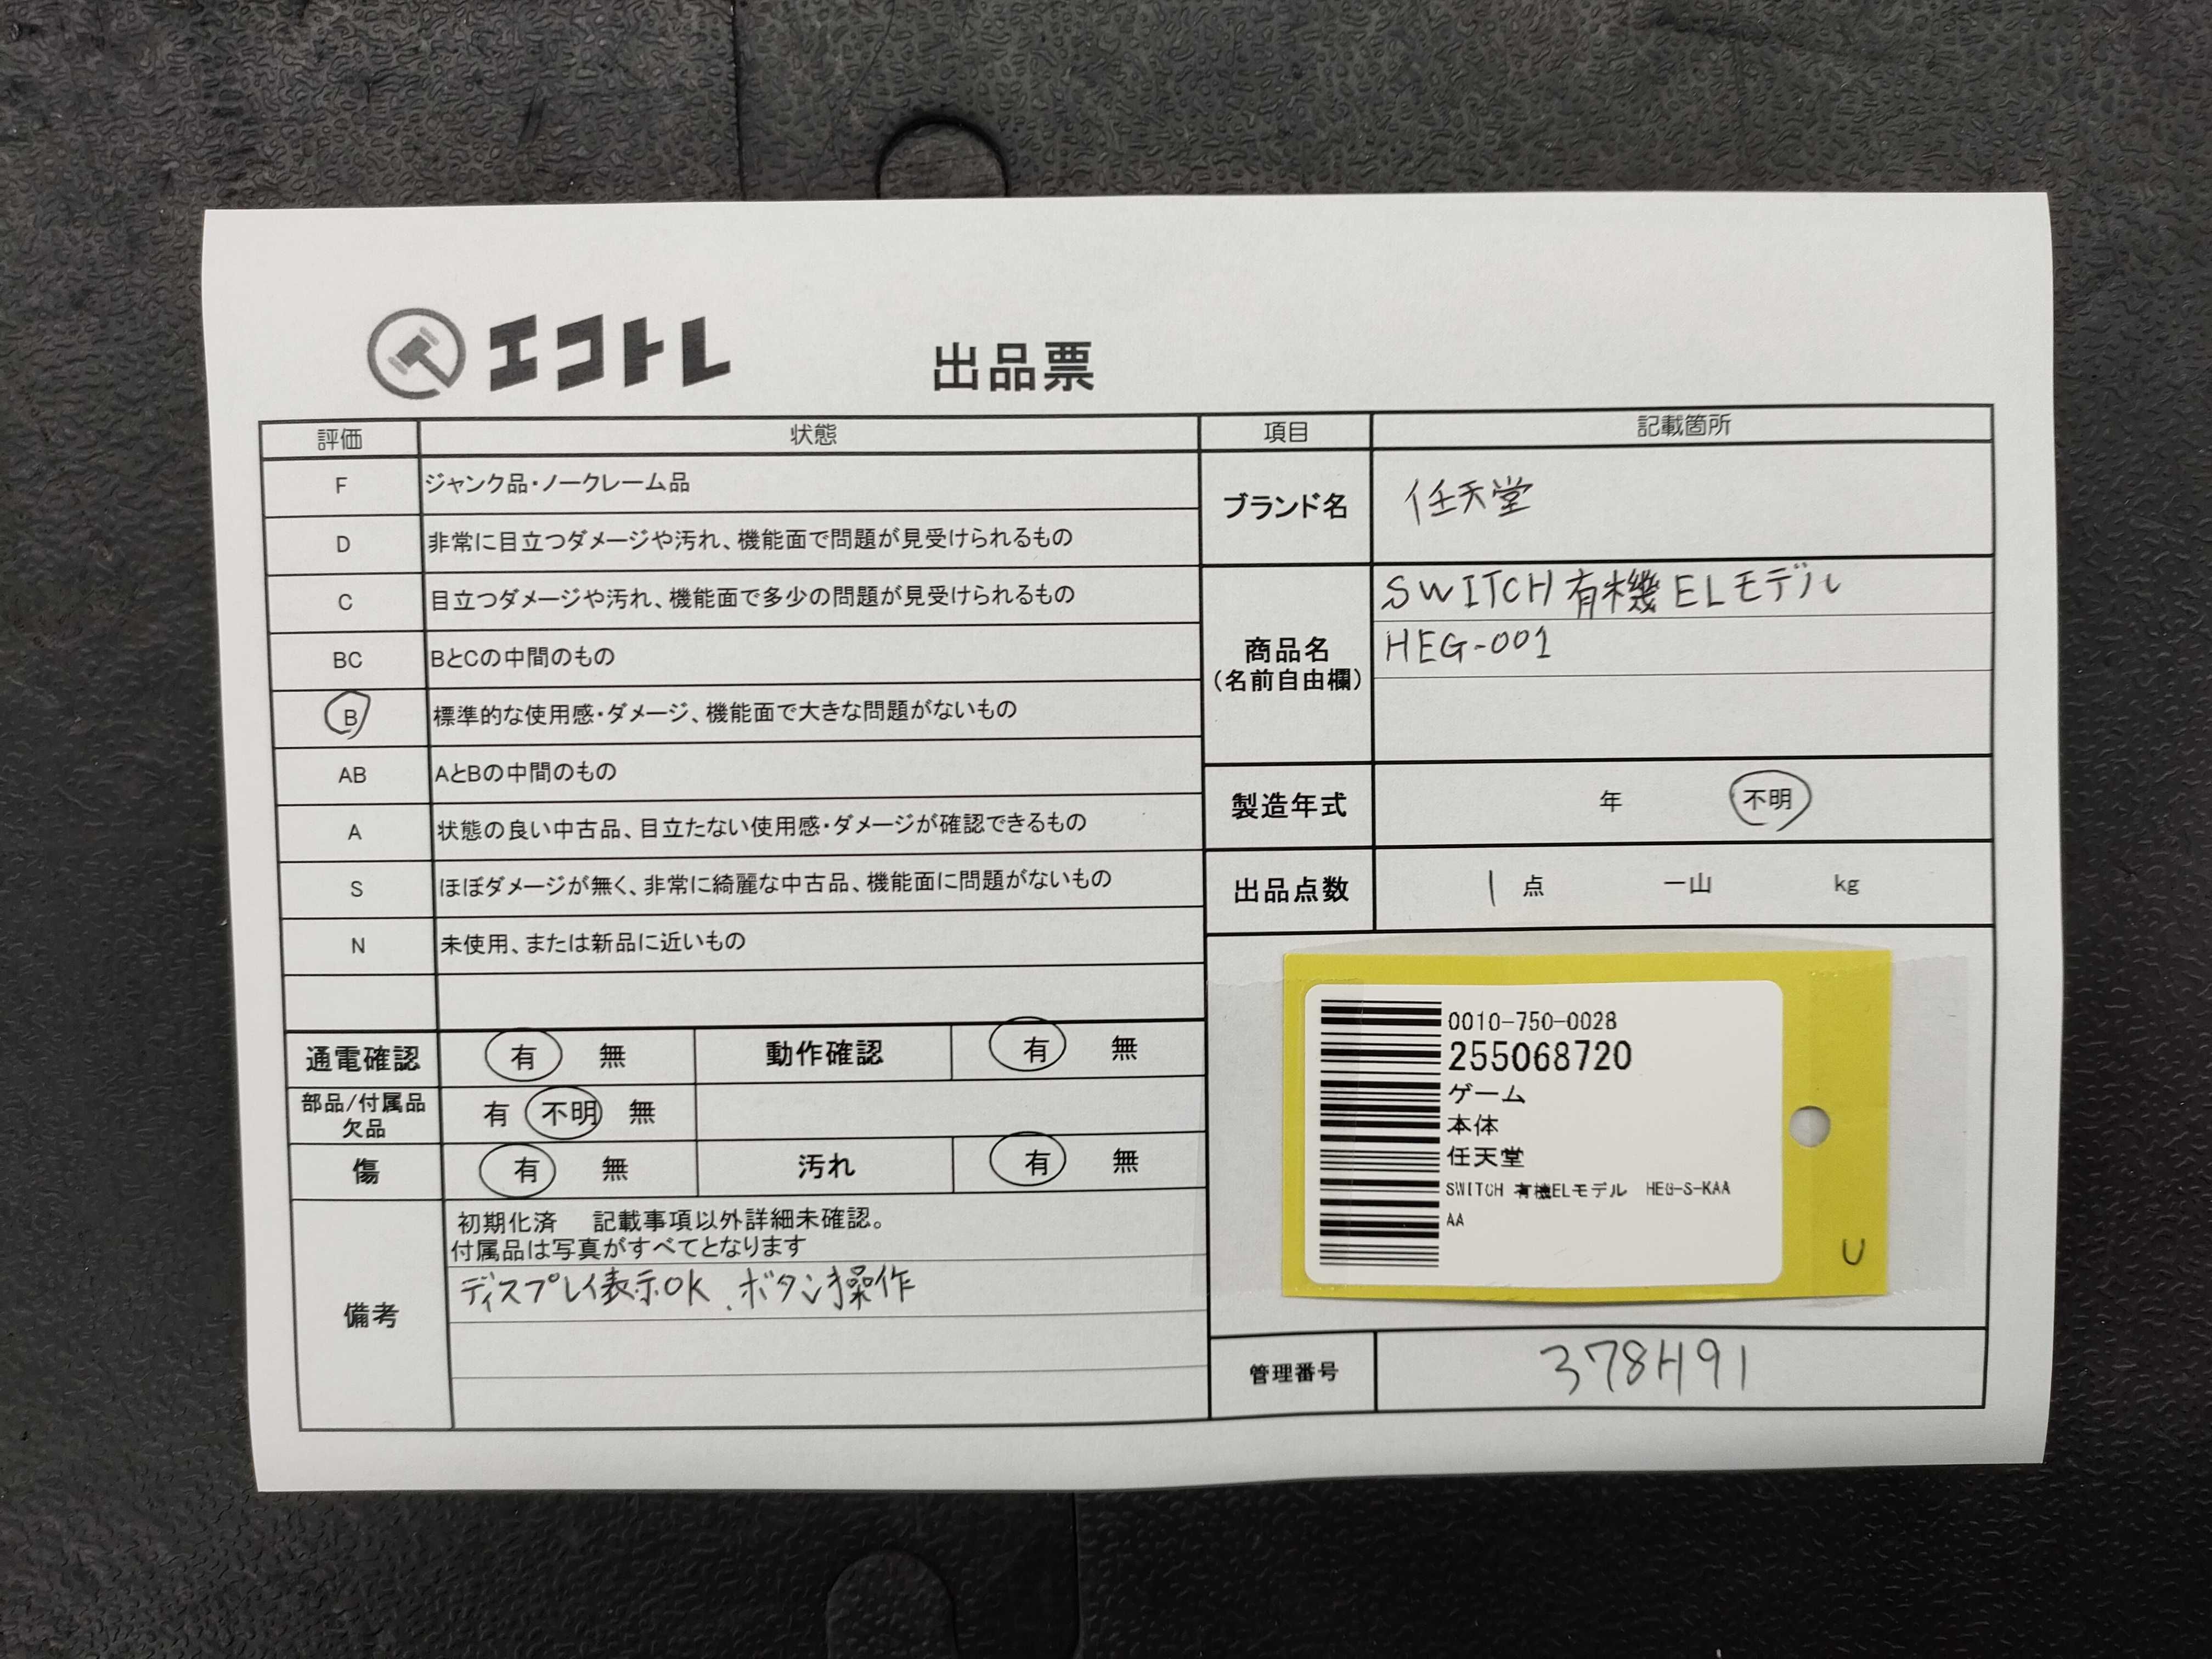 エコトレ
出品票
評価 状態
F ジャンク品・ノークレーム品
D 非常に目立つダメージや汚れ、機能面で問題が見受けられるもの
C 目立つダメージや汚れ、機能面で多少の問題が見受けられるもの
BC BとCの中間のもの
B 標準的な使用感・ダメージ、機能面で大きな問題がないもの
AB AとBの中間のもの
A 状態の良い中古品、目立たない使用感・ダメージが確認できるもの
S ほぼダメージが無く、非常に綺麗な中古品、機能面に問題がないもの
N 未使用、または新品に近いもの
通電確認 有 無 動作確認 有 無
部品/付属品
欠品 有 不明 無
傷 有 無 汚れ 有 無
備考
初期化済 記載事項以外詳細未確認。
付属品は写真がすべてとなります
ディスプレイ表示OK、ボタン操作
項目 記載箇所
ブランド名 任天堂
商品名
(名前自由欄)
SWITCH 有機ELモデル
HEG-001
製造年式 年 不明
出品点数 1 点 一山 kg
0010-750-0028
255068720
ゲーム
本体
任天堂
SWITCH 有機ELモデル HEG-S-KAA
AA
U
管理番号 378H91